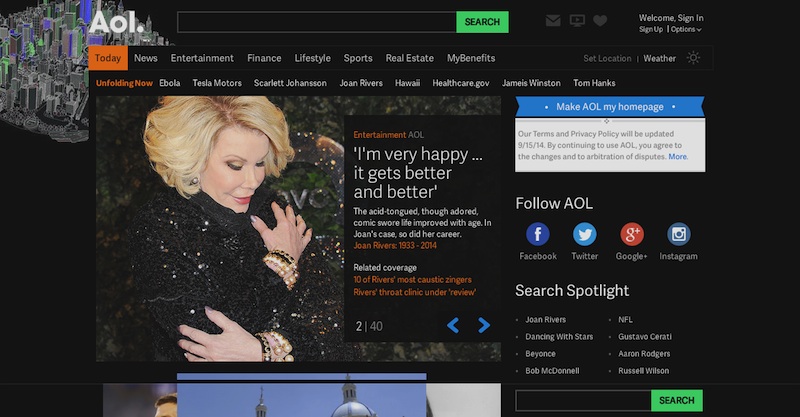 Aol.
SEARCH
Welcome, Sign In
Sign Up | Options
Today News Entertainment Finance Lifestyle Sports Real Estate MyBenefits
Set Location | Weather
Unfolding Now Ebola Tesla Motors Scarlett Johansson Joan Rivers Hawaii Healthcare.gov Jameis Winston Tom Hanks
Entertainment AOL
'I'm very happy ...
it gets better
and better'
The acid-tongued, though adored,
comic swore life improved with age. In
Joan's case, so did her career.
Joan Rivers: 1933 - 2014
Related coverage
10 of Rivers' most caustic zingers
Rivers' throat clinic under 'review'
2 | 40
• Make AOL my homepage •
Our Terms and Privacy Policy will be updated
9/15/14. By continuing to use AOL, you agree to
the changes and to arbitration of disputes. More.
Follow AOL
f
g+
Facebook Twitter Google+ Instagram
Search Spotlight
• Joan Rivers • NFL
• Dancing With Stars • Gustavo Cerati
• Beyonce • Aaron Rodgers
• Bob McDonnell • Russell Wilson
SEARCH